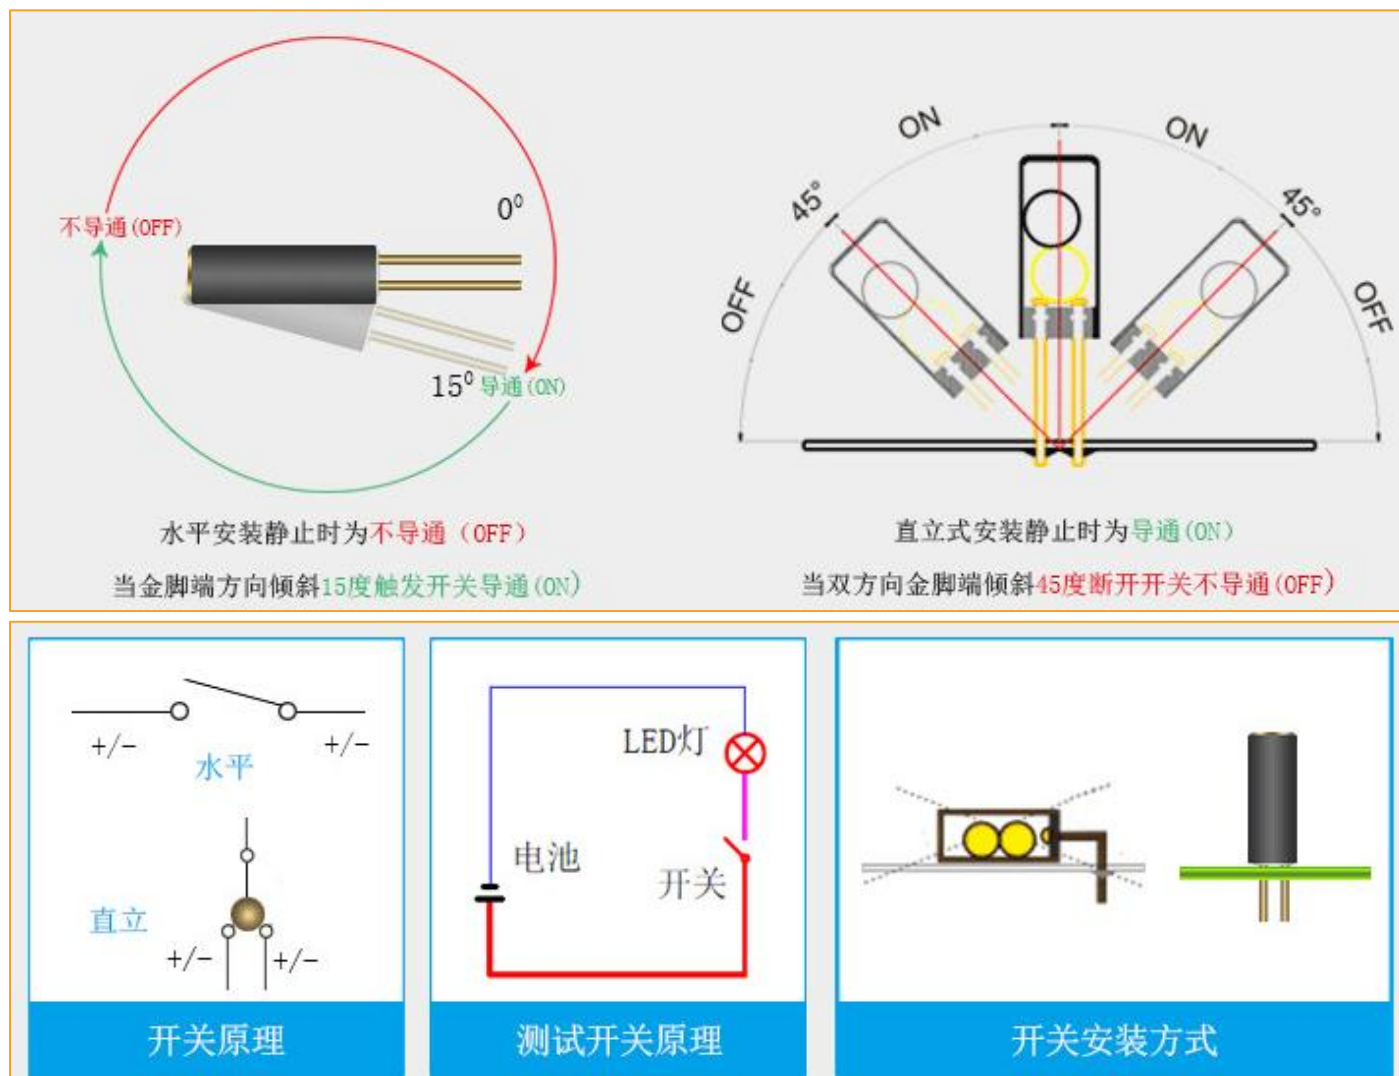 不导通(OFF)
0⁰
15⁰ 导通(ON)
水平安装静止时为不导通（OFF）
当金脚端方向倾斜15度触发开关导通(ON)
ON
ON
45°
45°
OFF
OFF
直立式安装静止时为导通(ON)
当双方向金脚端倾斜45度断开开关不导通(OFF)
+/-
+/-
水平
直立
+/-
+/-
开关原理
LED灯
电池
开关
测试开关原理
开关安装方式